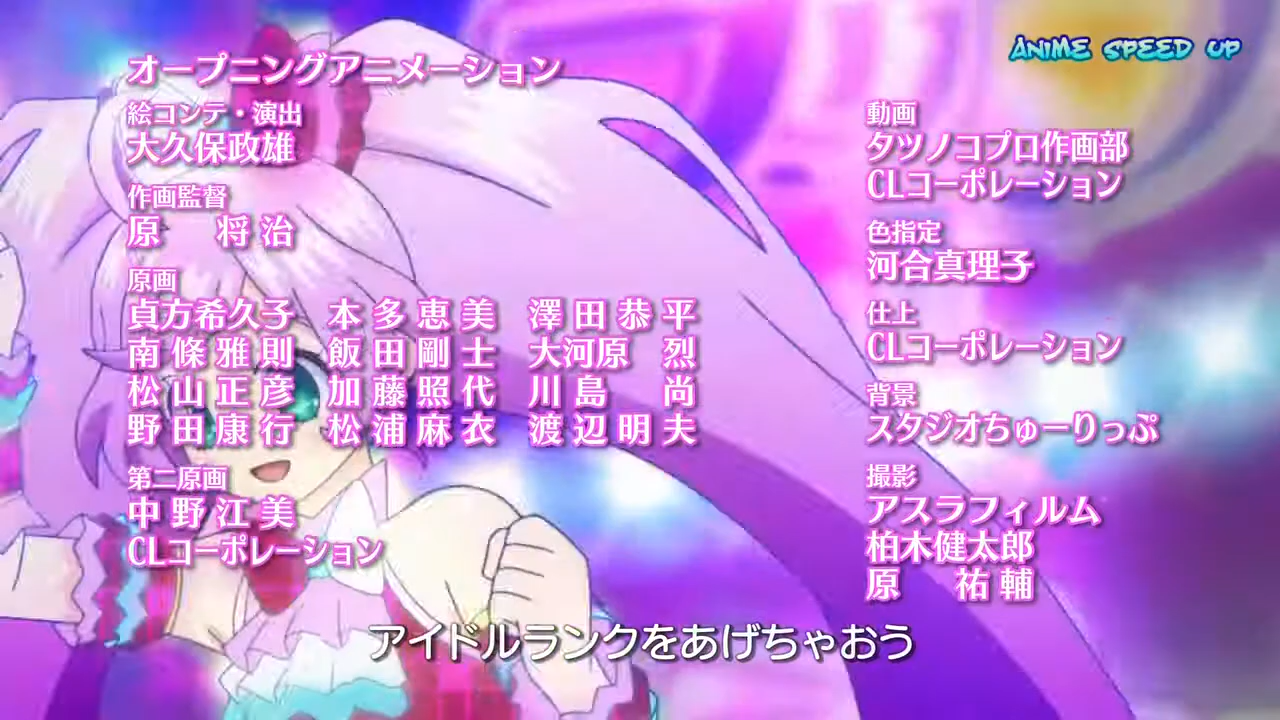 ANIME SPEED UP
オープニングアニメーション
絵コンテ・演出
大久保政雄
作画監督
原 将治
原画
貞方希久子 本多恵美 澤田恭平
南條雅則 飯田剛士 大河原 烈
松山正彦 加藤照代 川島 尚
野田康行 松浦麻衣 渡辺明夫
第二原画
中野江美
CLコーポレーション
動画
タツノコプロ作画部
CLコーポレーション
色指定
河合真理子
仕上
CLコーポレーション
背景
スタジオちゅーりっぷ
撮影
アスラフィルム
柏木健太郎
原 祐輔
アイドルランクをあげちゃおう